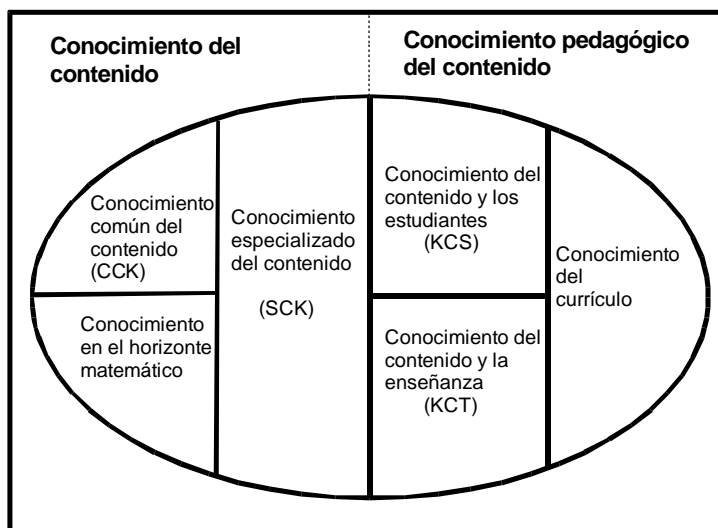 Conocimiento del
contenido
Conocimiento pedagógico
del contenido
Conocimiento
común del
contenido
(CCK)
Conocimiento
en el horizonte
matemático
Conocimiento
especializado
del contenido
(SCK)
Conocimiento del
contenido y los
estudiantes
(KCS)
Conocimiento del
contenido y la
enseñanza
(KCT)
Conocimiento
del
currículo